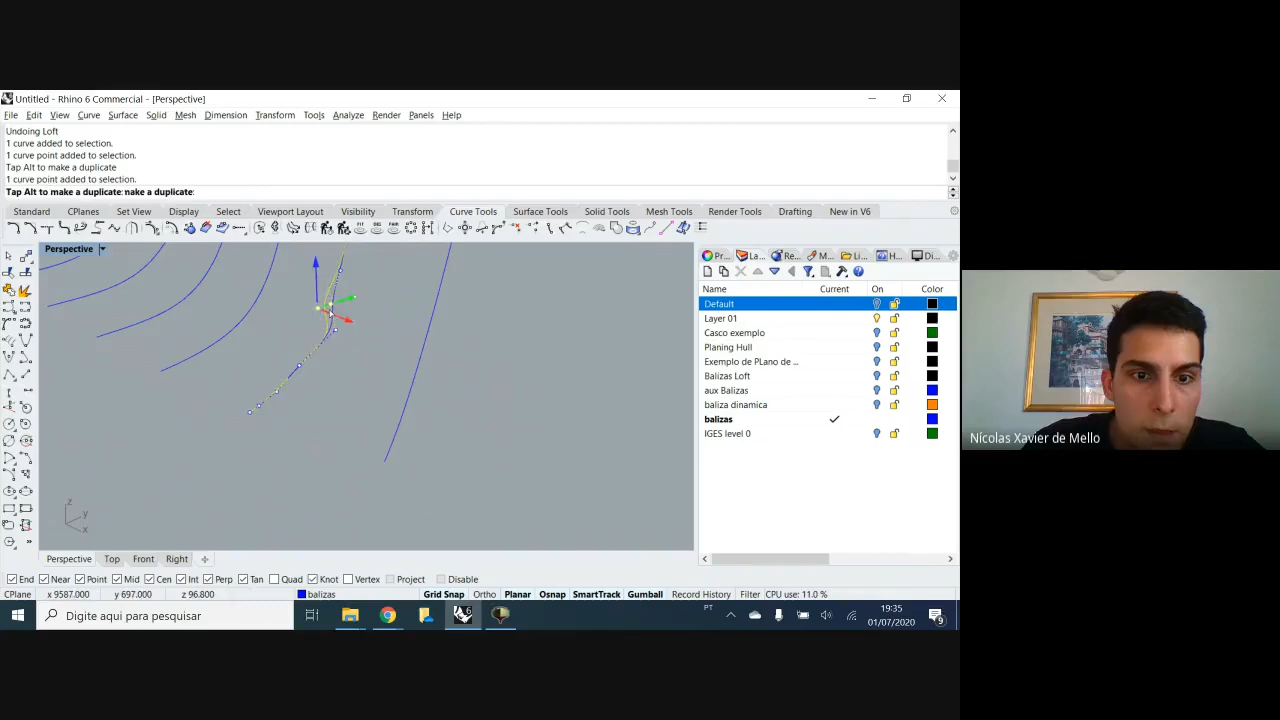 Untitled - Rhino 6 Commercial - [Perspective]
File Edit View Curve Surface Solid Mesh Dimension Transform Tools Analyze Render Panels Help
Undoing Loft
1 curve added to selection.
1 curve point added to selection.
Tap Alt to make a duplicate
1 curve point added to selection.
Tap Alt to make a duplicate: nake a duplicate:
Standard CPlanes Set View Display Select Viewport Layout Visibility Transform Curve Tools Surface Tools Solid Tools Mesh Tools Render Tools Drafting New in V6
Perspective
Pr... La... Re... M... Li... H... Di...
Name Current On Color
Default
Layer 01
Casco exemplo
Planing Hull
Exemplo de PLano de ...
Balizas Loft
aux Balizas
baliza dinamica
balizas
IGES level 0
Nícolas Xavier de Mello
z
y
x
Perspective Top Front Right
End Near Point Mid Cen Int Perp Tan Quad Knot Vertex Project Disable
CPlane x 9587.000 y 697.000 z 96.800 balizas Grid Snap Ortho Planar Osnap SmartTrack Gumball Record History Filter CPU use: 11.0 %
Digite aqui para pesquisar
6
PT
19:35
01/07/2020
9